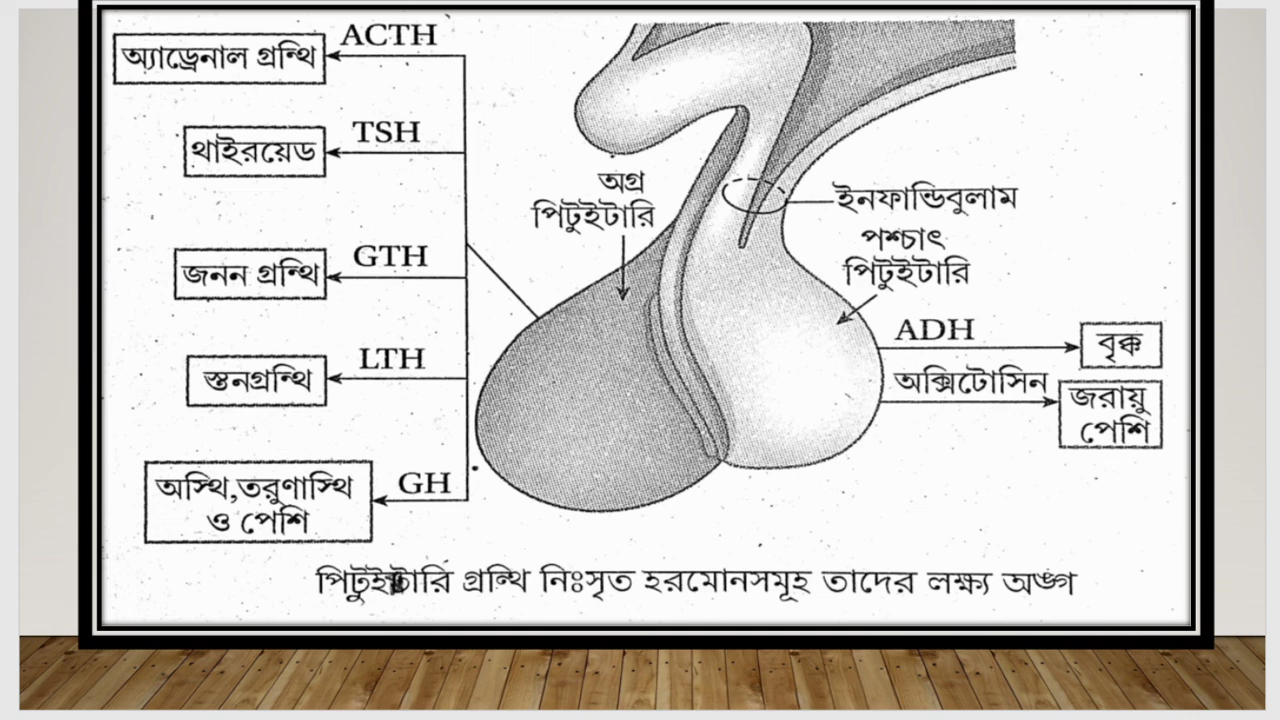 ACTH
অ্যাড্রেনাল গ্রন্থি
TSH
থাইরয়েড
GTH
জনন গ্রন্থি
LTH
স্তনগ্রন্থি
GH
অস্থি,তরুণাস্থি
ও পেশি
অগ্র
পিটুইটারি
ইনফান্ডিবুলাম
পশ্চাৎ
পিটুইটারি
ADH
বৃক্ক
অক্সিটোসিন
জরায়ু
পেশি
পিটুইটারি গ্রন্থি নিঃসৃত হরমোনসমূহ তাদের লক্ষ্য অঙ্গ